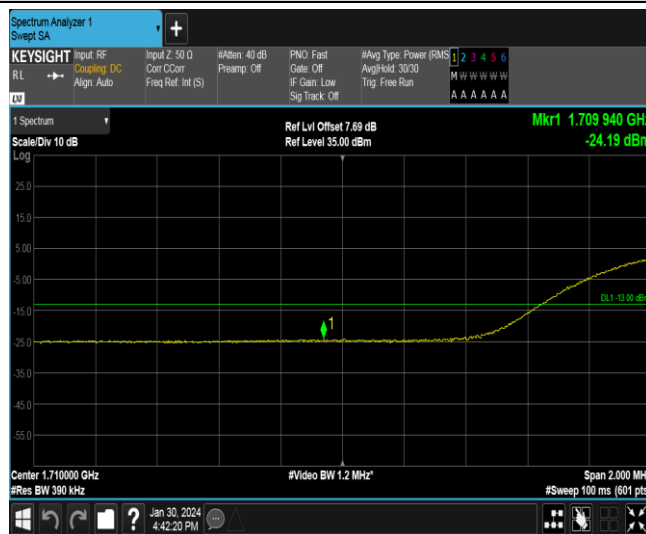 Spectrum Analyzer 1
Swept SA
+
KEYSIGHT Input: RF
RL
Coupling: DC
Align: Auto
Input Z: 50 Ω
Corr CCorr
Freq Ref: Int (S)
#Atten: 40 dB
Preamp: Off
PNO: Fast
Gate: Off
IF Gain: Low
Sig Track: Off
#Avg Type: Power (RMS
Avg|Hold: 30/30
Trig: Free Run
1 2 3 4 5 6
M W W W W W
A A A A A A
LXI
1 Spectrum
Scale/Div 10 dB
Ref Lvl Offset 7.69 dB
Ref Level 35.00 dBm
Mkr1 1.709 940 GHz
-24.19 dBm
Log
25.0
15.0
5.00
-5.00
-15.0
-25.0
-35.0
-45.0
-55.0
1
DL1 -13.00 dBm
Center 1.710000 GHz
#Res BW 390 kHz
#Video BW 1.2 MHz*
Span 2.000 MH
#Sweep 100 ms (601 pts
?
Jan 30, 2024
4:42:20 PM